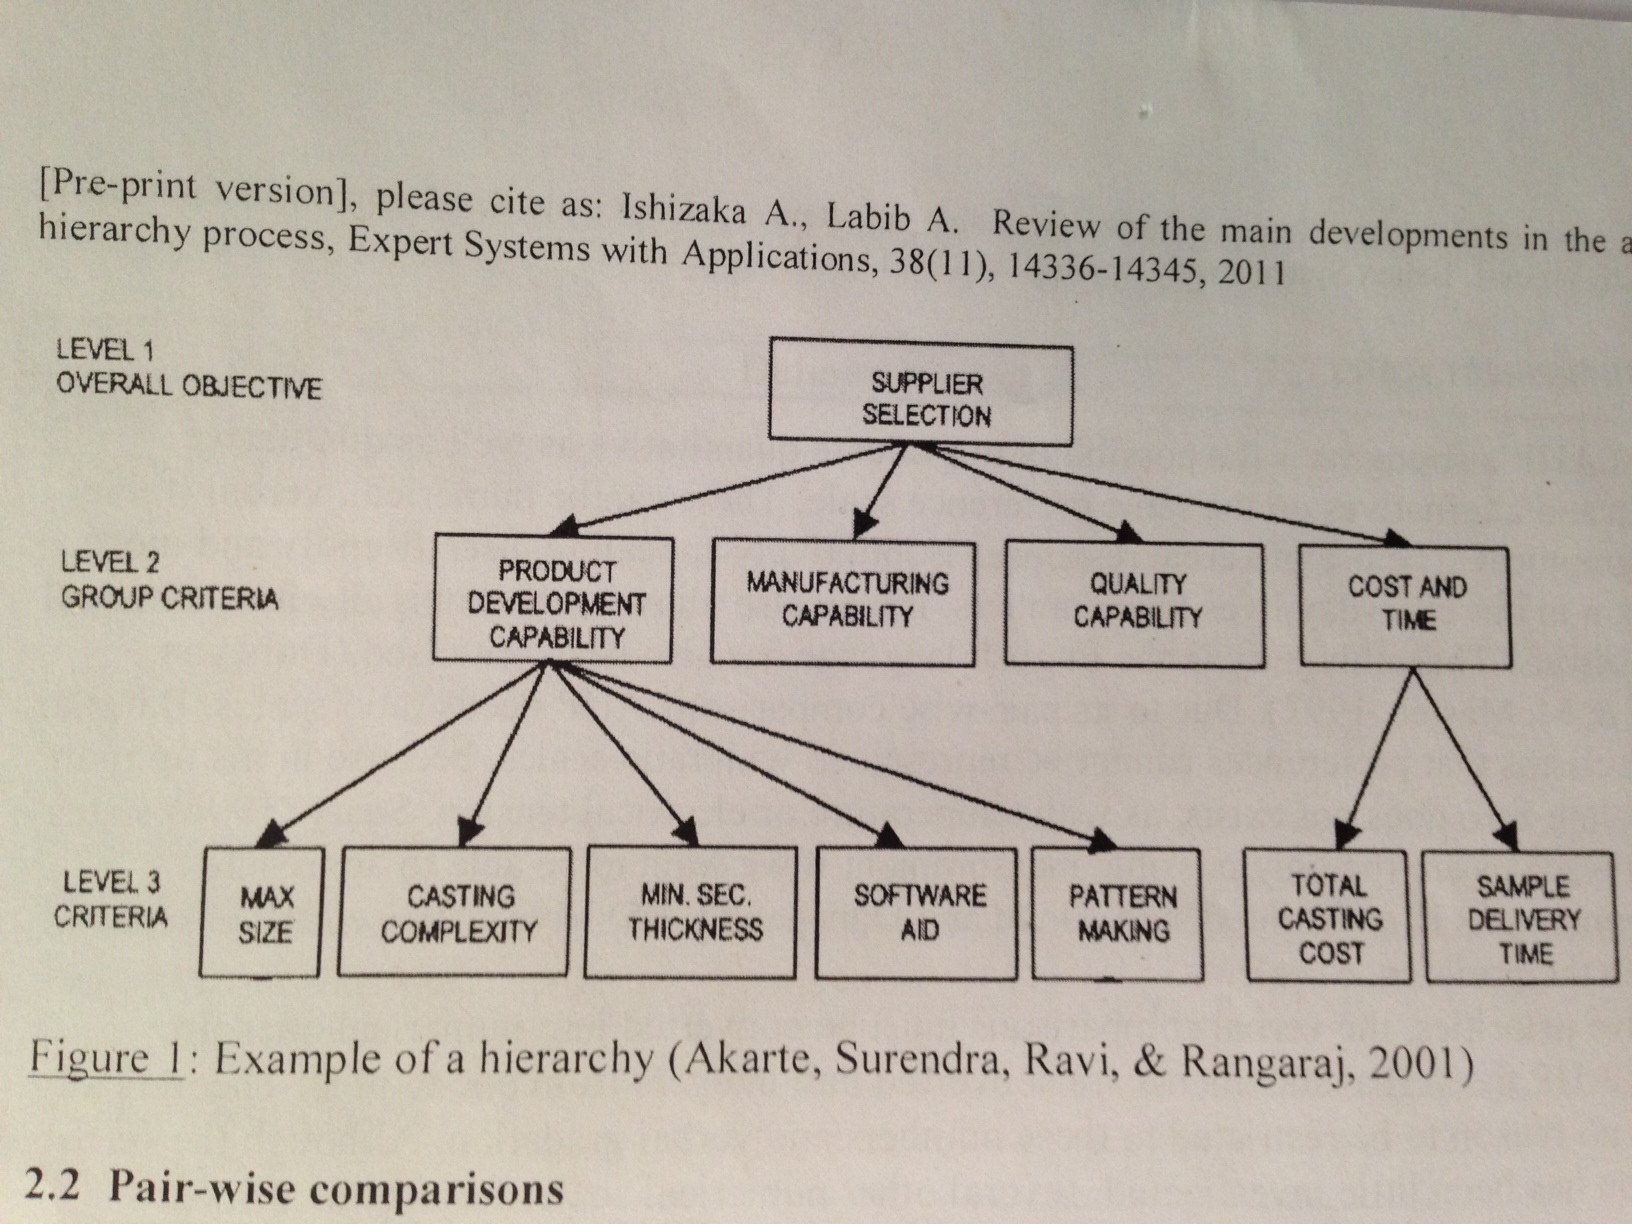 [Pre-print version], please cite as: Ishizaka A., Labib A. Review of the main developments in the
hierarchy process, Expert Systems with Applications, 38(11), 14336-14345, 2011
LEVEL 1
OVERALL OBJECTIVE
SUPPLIER
SELECTION
LEVEL 2
GROUP CRITERIA
PRODUCT
DEVELOPMENT
CAPABILITY
MANUFACTURING
CAPABILITY
QUALITY
CAPABILITY
COST AND
TIME
LEVEL 3
CRITERIA
MAX
SIZE
CASTING
COMPLEXITY
MIN. SEC.
THICKNESS
SOFTWARE
AID
PATTERN
MAKING
TOTAL
CASTING
COST
SAMPLE
DELIVERY
TIME
Figure 1: Example of a hierarchy (Akarte, Surendra, Ravi, & Rangaraj, 2001)
2.2 Pair-wise comparisons